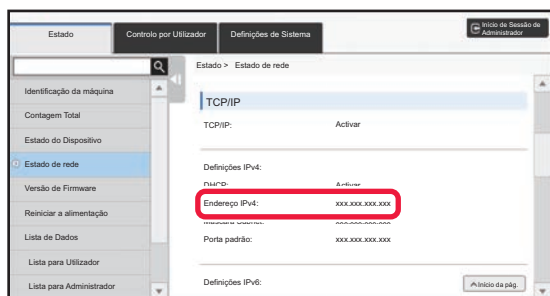 Estado
Controlo por Utilizador
Definições de Sistema
Início de Sessão de
Administrador
Estado > Estado de rede
Identificação da máquina
Contagem Total
Estado do Dispositivo
Estado de rede
Versão de Firmware
Reiniciar a alimentação
Lista de Dados
Lista para Utilizador
Lista para Administrador
TCP/IP
TCP/IP: Activar
Definições IPv4:
DHCP: Activar
Endereço IPv4: xxx.xxx.xxx.xxx
Porta padrão: xxx.xxx.xxx.xxx
Definições IPv6:
Início da pág.